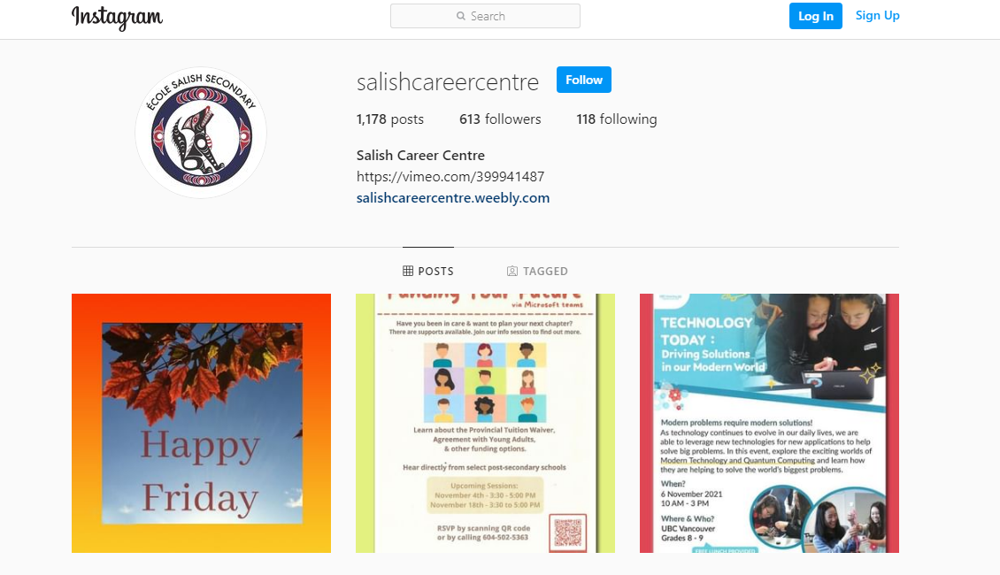 Instagram
Search
Log In
Sign Up
ÉCOLE SALISH SECONDARY
salishcareercentre
Follow
1,178 posts
613 followers
118 following
Salish Career Centre
https://vimeo.com/399941487
salishcareercentre.weebly.com
POSTS
TAGGED
Happy
Friday
Funding Your Future
via Microsoft teams
Have you been in care & want to plan your next chapter?
There are supports available. Join our info session to find out more.
Learn about the Provincial Tuition Waiver,
Agreement with Young Adults,
& other funding options.
Hear directly from select post-secondary schools
Upcoming Sessions:
November 4th - 3:30 - 5:00 PM
November 18th - 3:30 to 5:00 PM
RSVP by scanning QR code
or by calling 604-502-5363
TECHNOLOGY
TODAY :
Driving Solutions
in our Modern World
Modern problems require modern solutions!
As technology continues to evolve in our daily lives, we are
able to leverage new technologies for new applications to help
solve big problems. In this event, explore the exciting worlds of
Modern Technology and Quantum Computing and learn how
they are helping to solve the world's biggest problems.
When?
6 November 2021
10 AM - 3 PM
Where & Who?
UBC Vancouver
Grades 8 - 9
FREE LUNCH PROVIDED